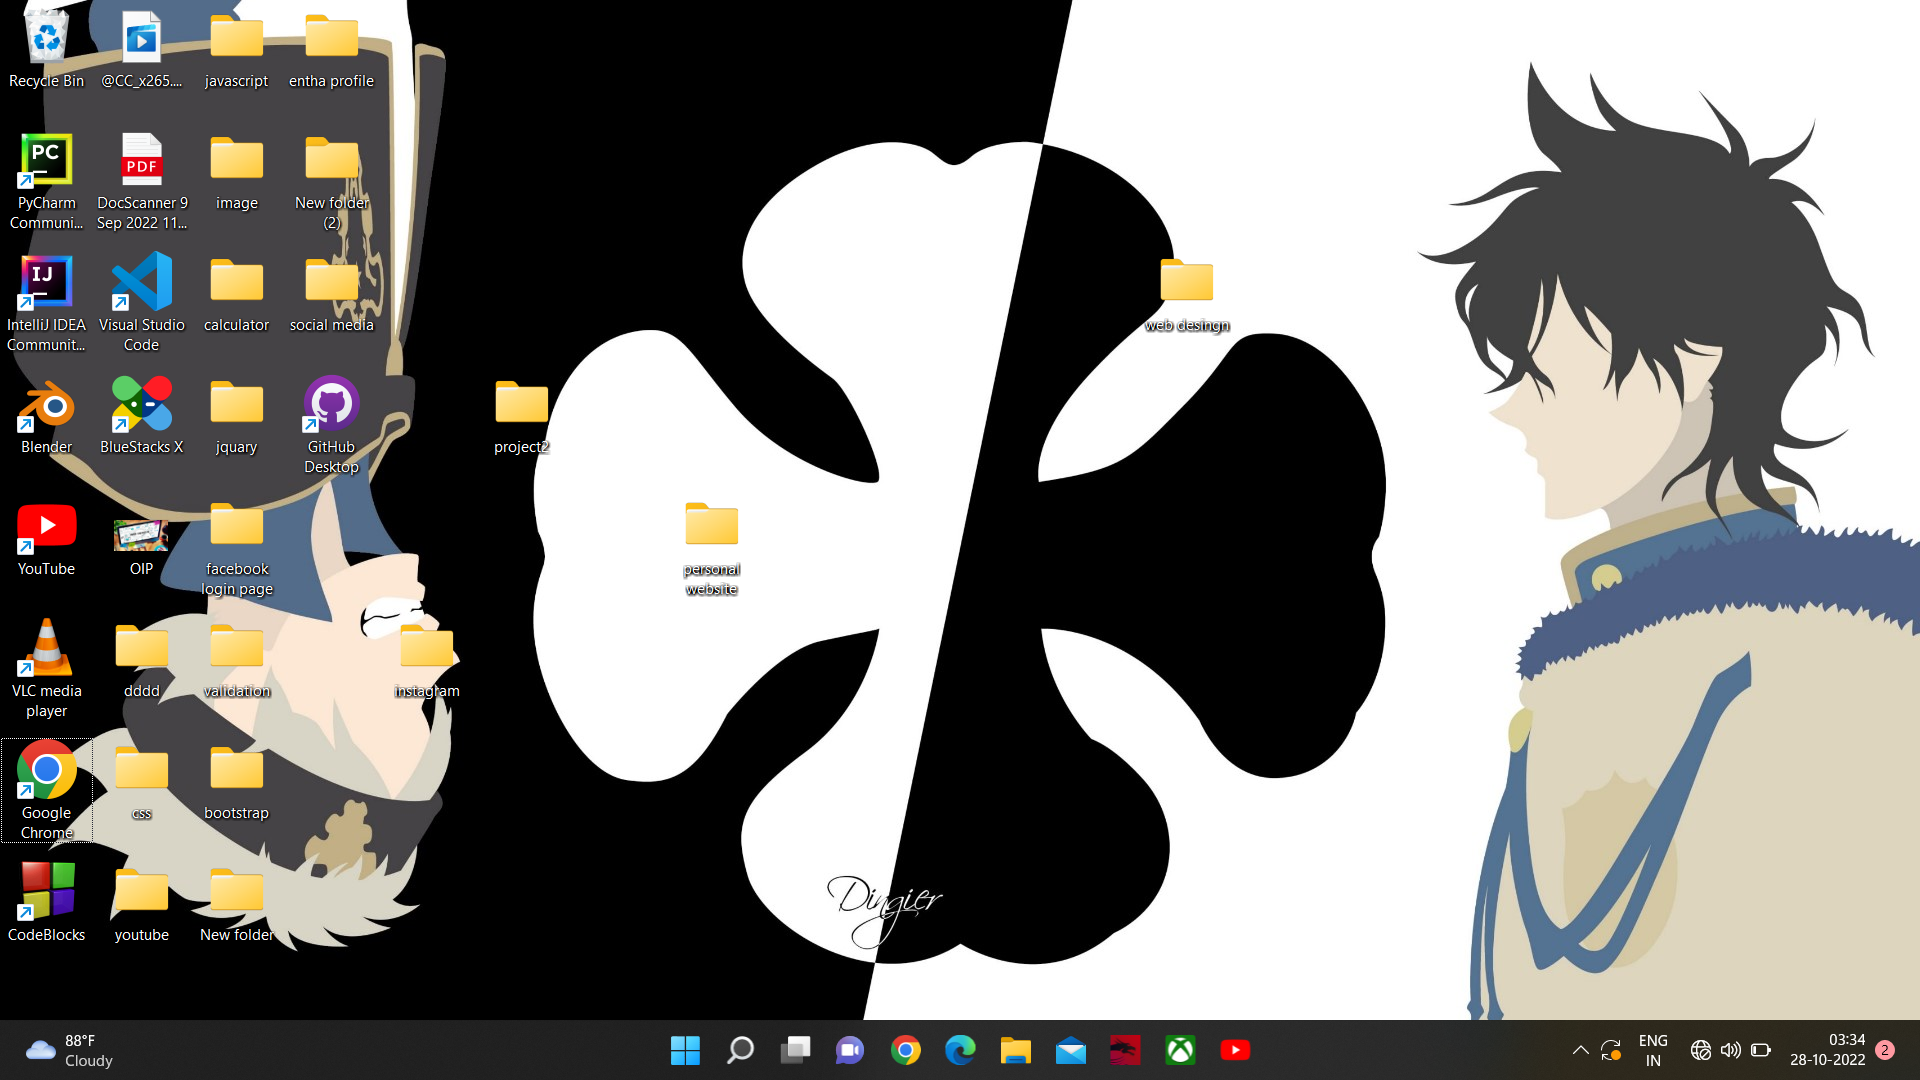 Recycle Bin
@CC_x265....
javascript
entha profile
PC
PyCharm
Communi...
PDF
DocScanner 9
Sep 2022 11...
image
New folder
(2)
IJ
IntelliJ IDEA
Communit...
Visual Studio
Code
calculator
social media
web desingn
Blender
BlueStacks X
jquary
GitHub
Desktop
project2
YouTube
OIP
facebook
login page
personal
website
VLC media
player
dddd
validation
instagram
Google
Chrome
css
bootstrap
CodeBlocks
youtube
New folder
Dingier
88°F
Cloudy
ENG
IN
03:34
28-10-2022
2